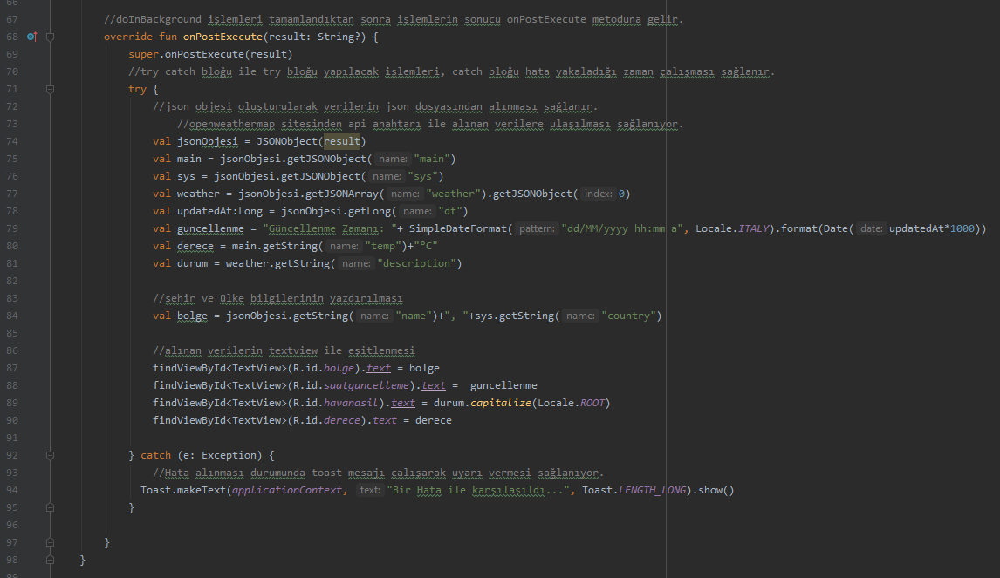 66
67 //doInBackground işlemleri tamamlandıktan sonra işlemlerin sonucu onPostExecute metoduna gelir.
68 override fun onPostExecute(result: String?) {
69 super.onPostExecute(result)
70 //try catch bloğu ile try bloğu yapılacak işlemleri, catch bloğu hata yakaladığı zaman çalışması sağlanır.
71 try {
72 //json objesi oluşturularak verilerin json dosyasından alınması sağlanır.
73 //openweathermap sitesinden api anahtarı ile alınan verilere ulaşılması sağlanıyor.
74 val jsonObjesi = JSONObject(result)
75 val main = jsonObjesi.getJSONObject( name: "main")
76 val sys = jsonObjesi.getJSONObject( name: "sys")
77 val weather = jsonObjesi.getJSONArray( name: "weather").getJSONObject( index: 0)
78 val updatedAt:Long = jsonObjesi.getLong( name: "dt")
79 val guncellenme = "Güncellenme Zamanı: "+ SimpleDateFormat( pattern: "dd/MM/yyyy hh:mm a", Locale.ITALY).format(Date( date: updatedAt*1000))
80 val derece = main.getString( name: "temp")+"°C"
81 val durum = weather.getString( name: "description")
82
83 //şehir ve ülke bilgilerinin yazdırılması
84 val bolge = jsonObjesi.getString( name: "name")+", "+sys.getString( name: "country")
85
86 //alınan verilerin textview ile eşitlenmesi
87 findViewById<TextView>(R.id.bolge).text = bolge
88 findViewById<TextView>(R.id.saatguncelleme).text =  guncellenme
89 findViewById<TextView>(R.id.havanasil).text = durum.capitalize(Locale.ROOT)
90 findViewById<TextView>(R.id.derece).text = derece
91
92 } catch (e: Exception) {
93 //Hata alınması durumunda toast mesajı çalışarak uyarı vermesi sağlanıyor.
94 Toast.makeText(applicationContext, text: "Bir Hata ile karşılaşıldı...", Toast.LENGTH_LONG).show()
95 }
96
97 }
98 }
99